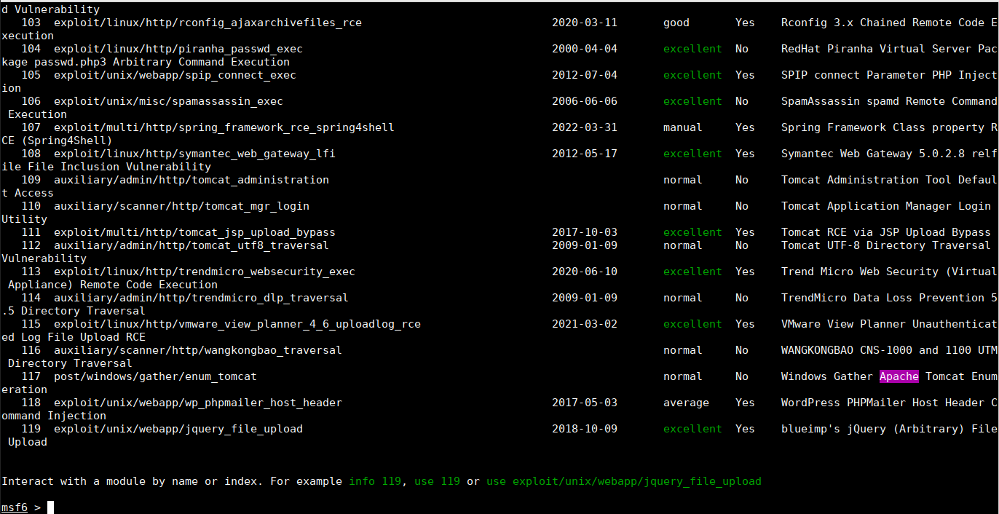 d Vulnerability
103 exploit/linux/http/rconfig_ajaxarchivefiles_rce 2020-03-11 good Yes Rconfig 3.x Chained Remote Code E
xecution
104 exploit/linux/http/piranha_passwd_exec 2000-04-04 excellent No RedHat Piranha Virtual Server Pac
kage passwd.php3 Arbitrary Command Execution
105 exploit/unix/webapp/spip_connect_exec 2012-07-04 excellent Yes SPIP connect Parameter PHP Inject
ion
106 exploit/unix/misc/spamassassin_exec 2006-06-06 excellent No SpamAssassin spamd Remote Command
Execution
107 exploit/multi/http/spring_framework_rce_spring4shell 2022-03-31 manual Yes Spring Framework Class property R
CE (Spring4Shell)
108 exploit/linux/http/symantec_web_gateway_lfi 2012-05-17 excellent Yes Symantec Web Gateway 5.0.2.8 relf
ile File Inclusion Vulnerability
109 auxiliary/admin/http/tomcat_administration normal No Tomcat Administration Tool Defaul
t Access
110 auxiliary/scanner/http/tomcat_mgr_login normal No Tomcat Application Manager Login
Utility
111 exploit/multi/http/tomcat_jsp_upload_bypass 2017-10-03 excellent Yes Tomcat RCE via JSP Upload Bypass
112 auxiliary/admin/http/tomcat_utf8_traversal 2009-01-09 normal No Tomcat UTF-8 Directory Traversal
Vulnerability
113 exploit/linux/http/trendmicro_websecurity_exec 2020-06-10 excellent Yes Trend Micro Web Security (Virtual
Appliance) Remote Code Execution
114 auxiliary/admin/http/trendmicro_dlp_traversal 2009-01-09 normal No TrendMicro Data Loss Prevention 5
.5 Directory Traversal
115 exploit/linux/http/vmware_view_planner_4_6_uploadlog_rce 2021-03-02 excellent Yes VMware View Planner Unauthenticat
ed Log File Upload RCE
116 auxiliary/scanner/http/wangkongbao_traversal normal No WANGKONGBAO CNS-1000 and 1100 UTM
Directory Traversal
117 post/windows/gather/enum_tomcat normal No Windows Gather Apache Tomcat Enum
eration
118 exploit/unix/webapp/wp_phpmailer_host_header 2017-05-03 average Yes WordPress PHPMailer Host Header C
ommand Injection
119 exploit/unix/webapp/jquery_file_upload 2018-10-09 excellent Yes blueimp's jQuery (Arbitrary) File
Upload
Interact with a module by name or index. For example info 119, use 119 or use exploit/unix/webapp/jquery_file_upload
msf6 >